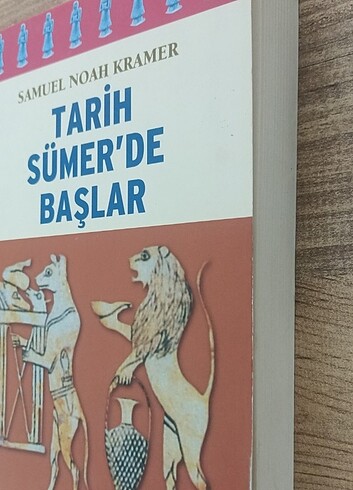 SAMUEL NOAH KRAMER
TARİH
SÜMER'DE
BAŞLAR